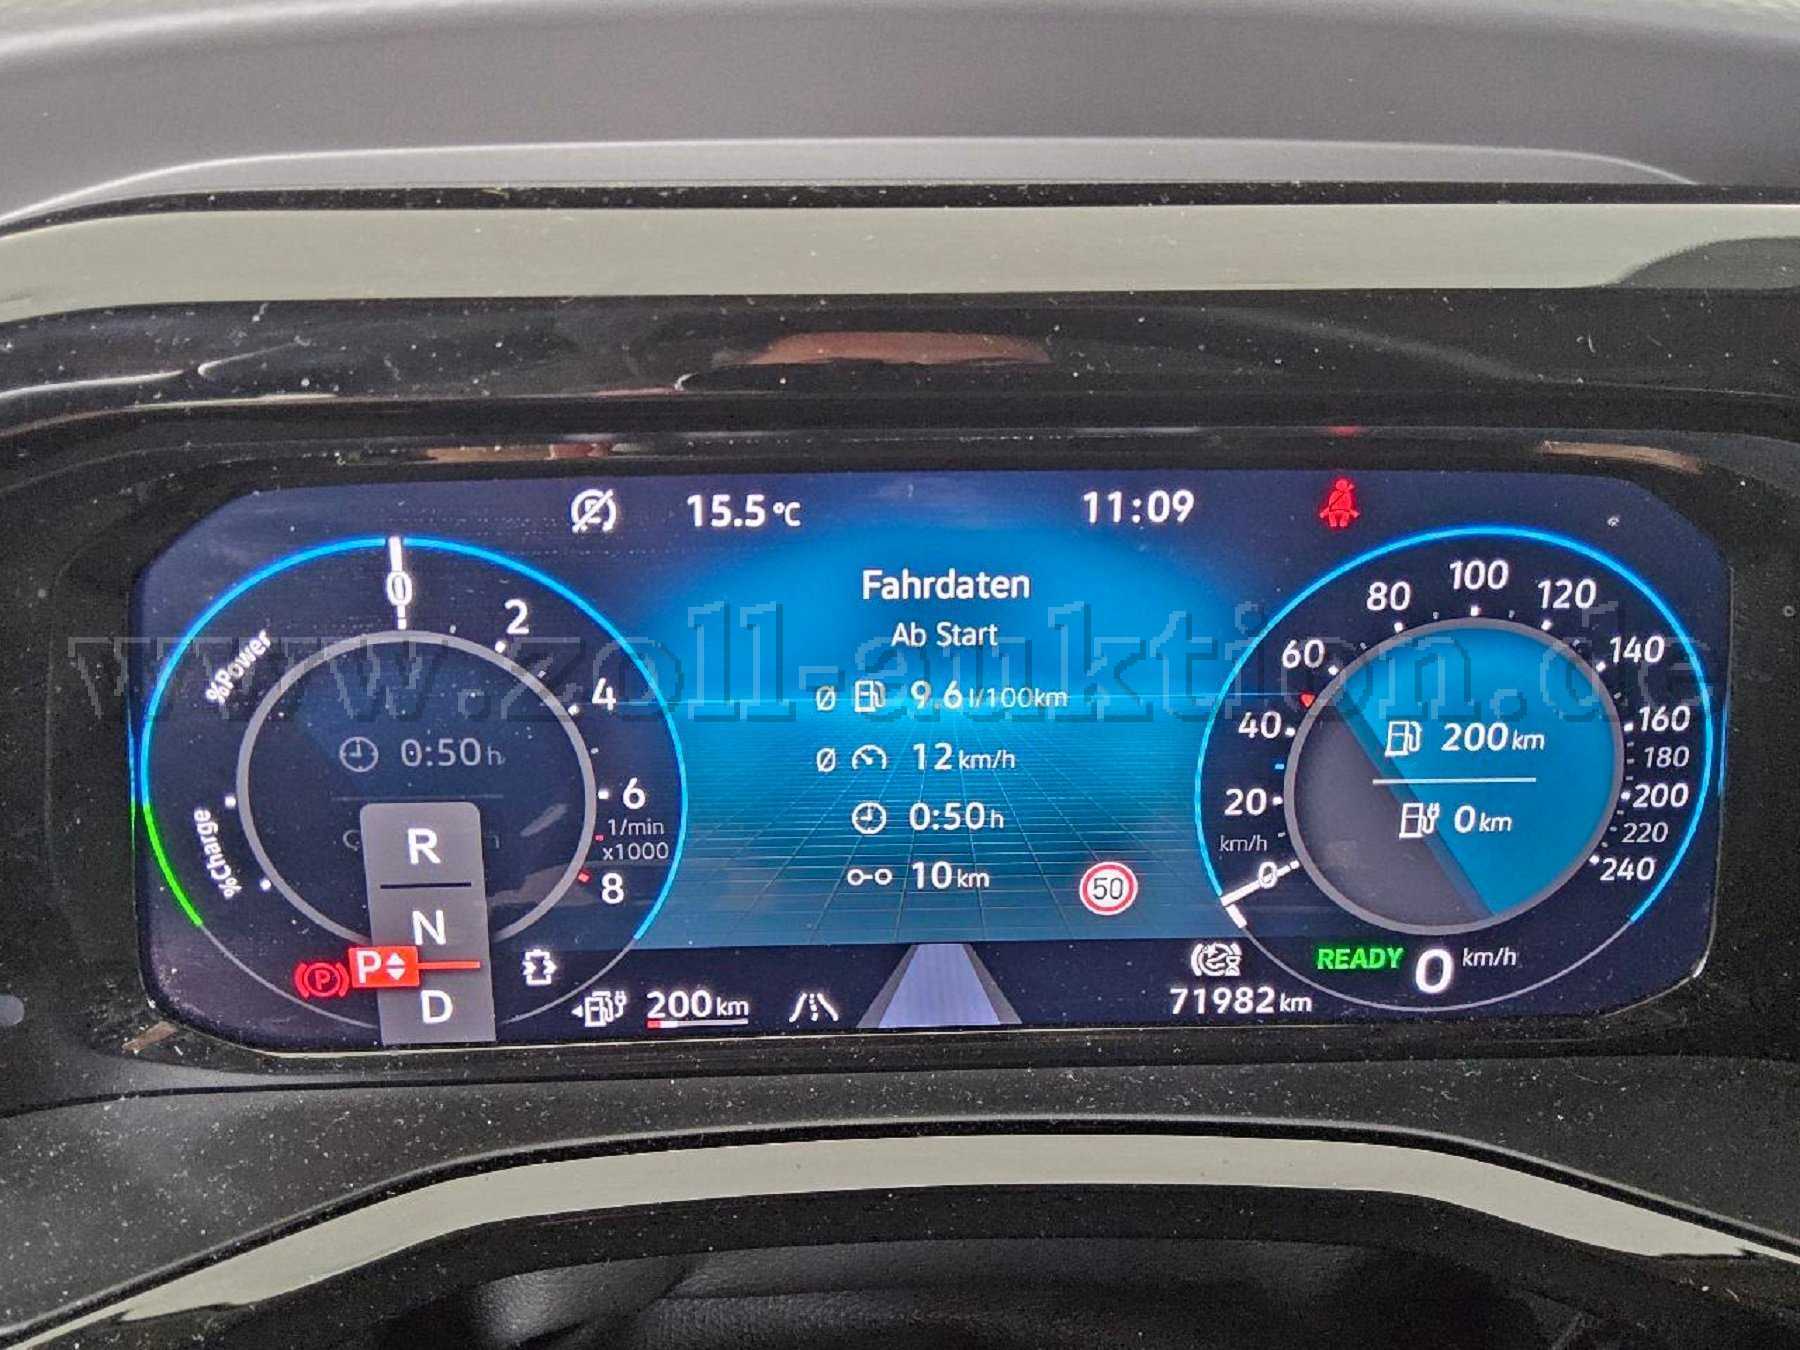 15.5 °C
11:09
Fahrdaten
Ab Start
Ø 9.6 l/100km
Ø 12 km/h
0:50 h
10 km
50
%Power
%Charge
0
2
4
6
8
1/min
x1000
0:50 h
R
N
P
D
P
200 km
71982 km
0
20
40
60
80
100
120
140
160
180
200
220
240
km/h
200 km
0 km
READY
0 km/h
www.zoll-auktion.de